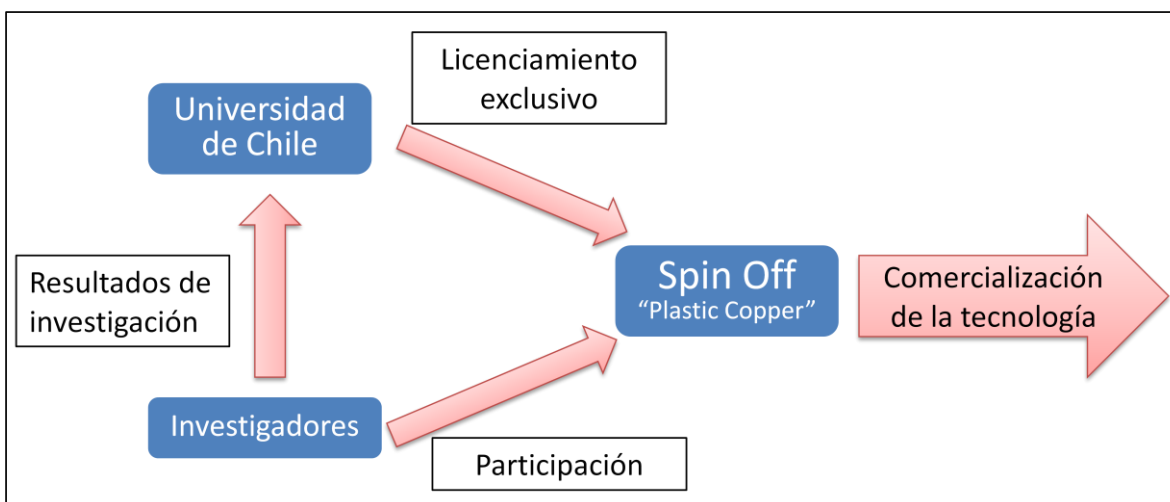 Licenciamiento
exclusivo
Universidad
de Chile
Resultados de
investigación
Spin Off
“Plastic Copper”
Comercialización
de la tecnología
Investigadores
Participación